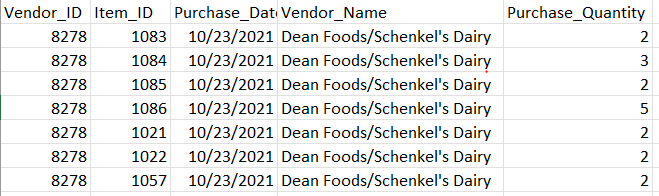 Vendor_ID Item_ID Purchase_Date Vendor_Name Purchase_Quantity
8278 1083 10/23/2021 Dean Foods/Schenkel's Dairy 2
8278 1084 10/23/2021 Dean Foods/Schenkel's Dairy 3
8278 1085 10/23/2021 Dean Foods/Schenkel's Dairy 2
8278 1086 10/23/2021 Dean Foods/Schenkel's Dairy 5
8278 1021 10/23/2021 Dean Foods/Schenkel's Dairy 2
8278 1022 10/23/2021 Dean Foods/Schenkel's Dairy 2
8278 1057 10/23/2021 Dean Foods/Schenkel's Dairy 2